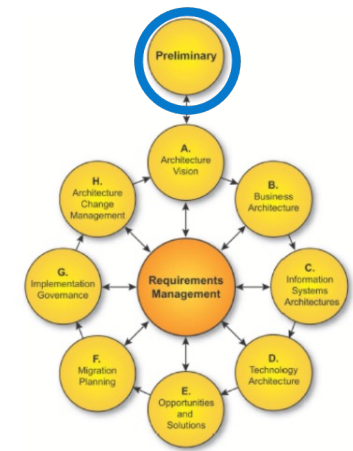 Preliminary
A.
Architecture
Vision
H.
Architecture
Change
Management
B.
Business
Architecture
G.
Implementation
Governance
Requirements
Management
C.
Information
Systems
Architectures
F.
Migration
Planning
D.
Technology
Architecture
E.
Opportunities
and
Solutions